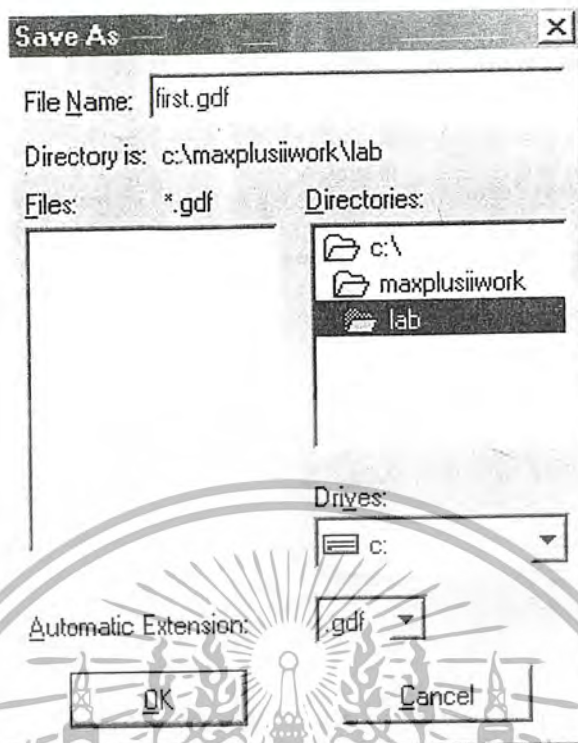 Save As
File Name: first.gdf
Directory is: c:\maxplusiiwork\lab
Files: *.gdf Directories:
c:\
maxplusiiwork
lab
Drives:
c:
Automatic Extension: .gdf
OK Cancel